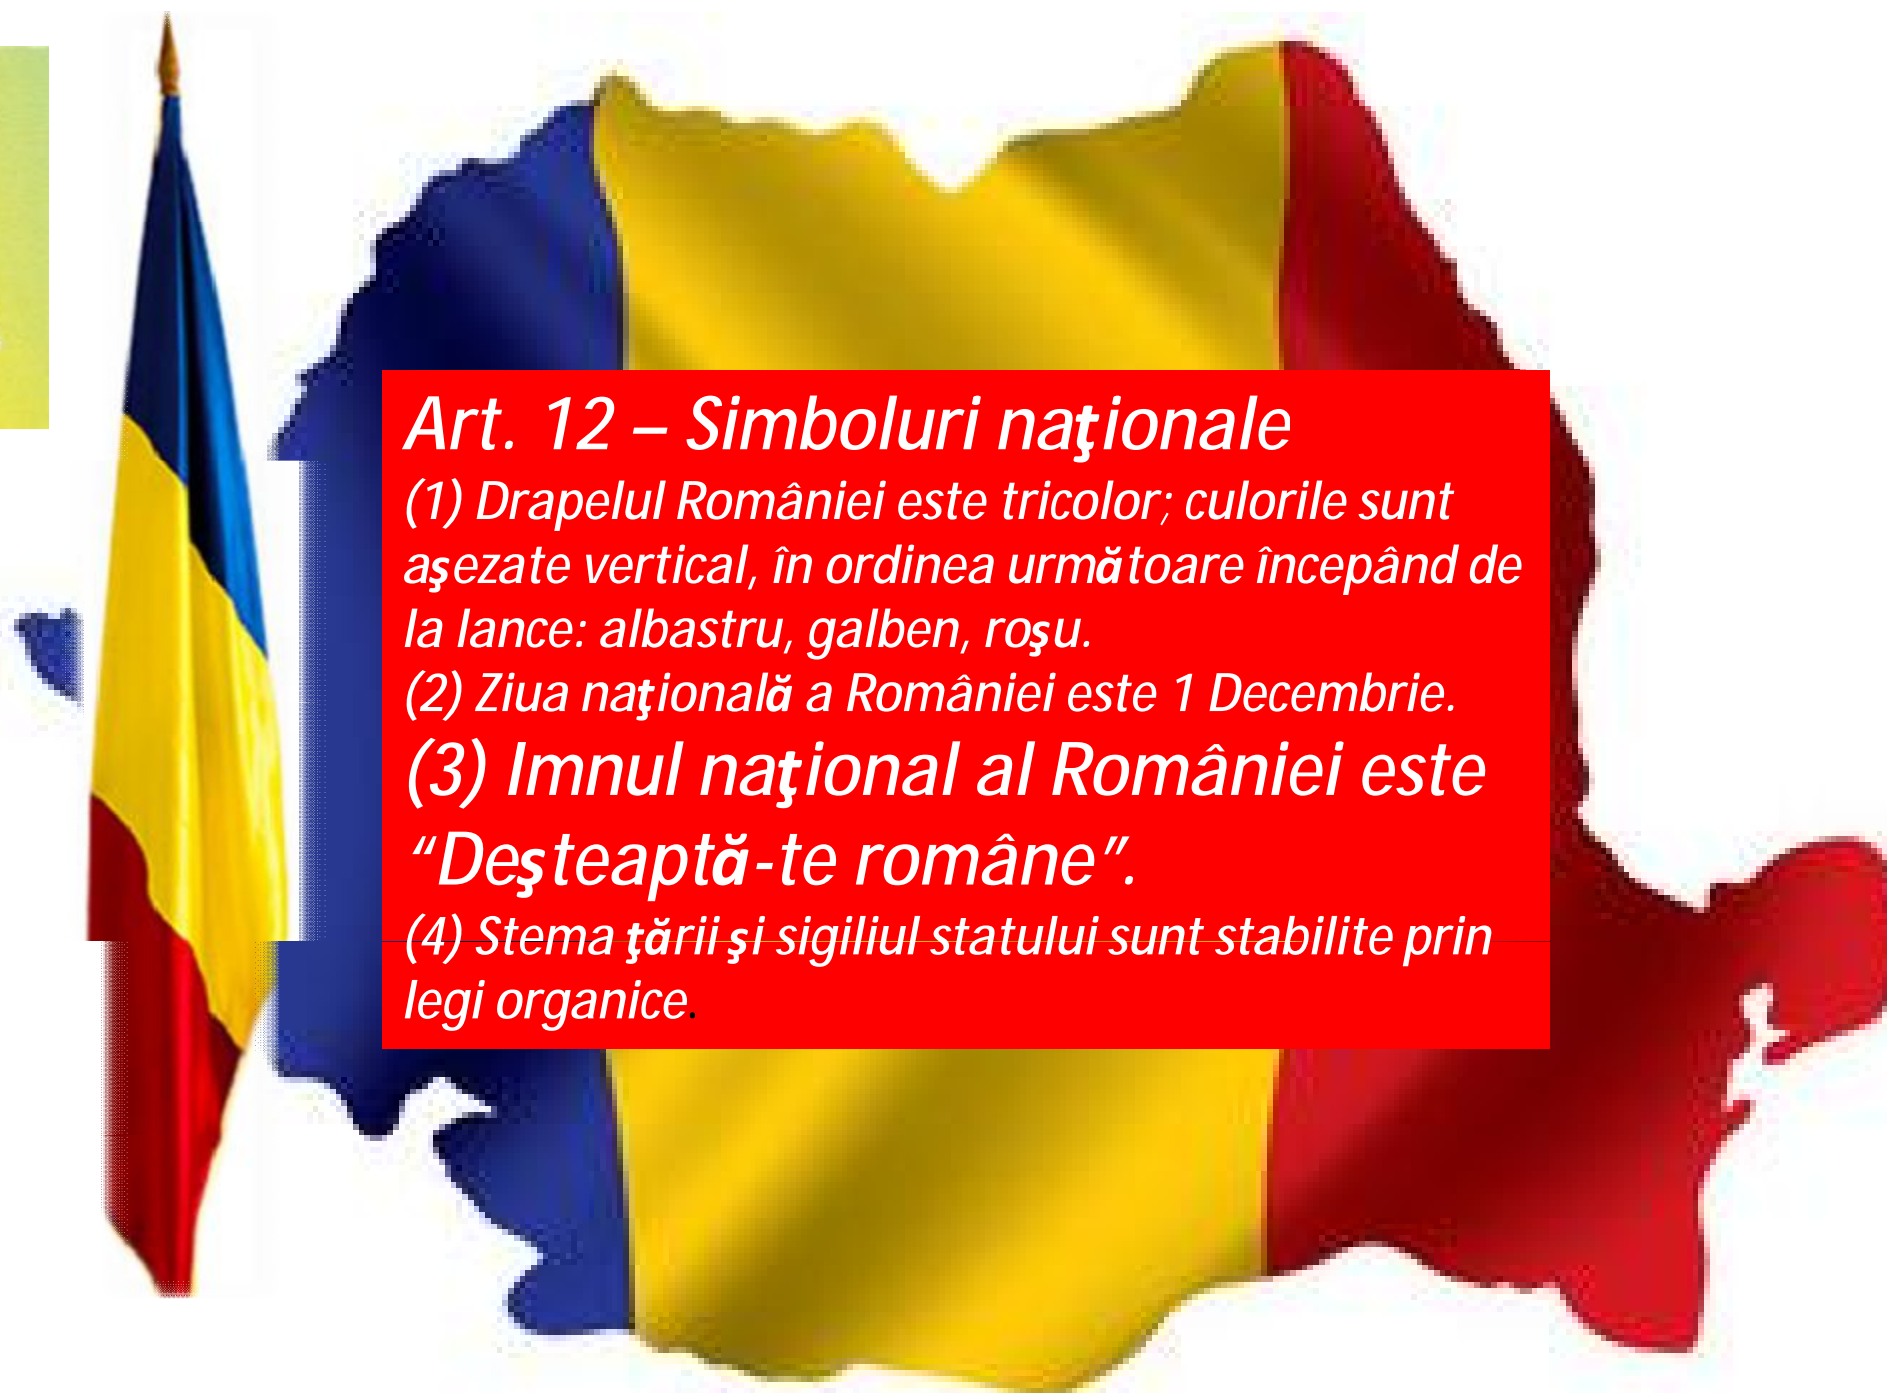 Art. 12 – Simboluri naţionale
(1) Drapelul României este tricolor; culorile sunt
aşezate vertical, în ordinea următoare începând de
la lance: albastru, galben, roşu.
(2) Ziua naţională a României este 1 Decembrie.
(3) Imnul naţional al României este
“Deşteaptă-te române”.
(4) Stema ţării şi sigiliul statului sunt stabilite prin
legi organice.